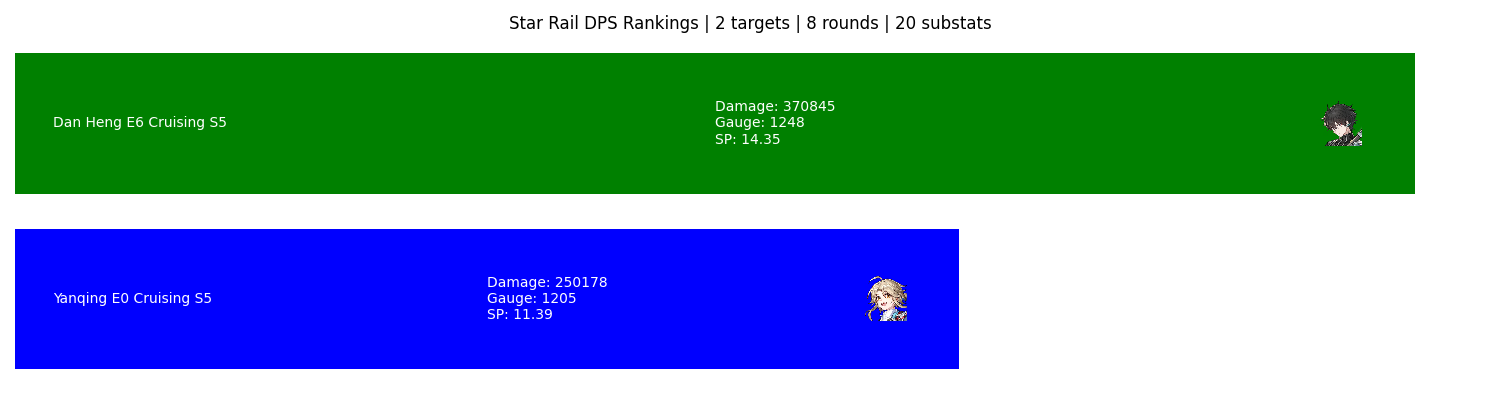 Star Rail DPS Rankings | 2 targets | 8 rounds | 20 substats
Dan Heng E6 Cruising S5
Damage: 370845
Gauge: 1248
SP: 14.35
Yanqing E0 Cruising S5
Damage: 250178
Gauge: 1205
SP: 11.39